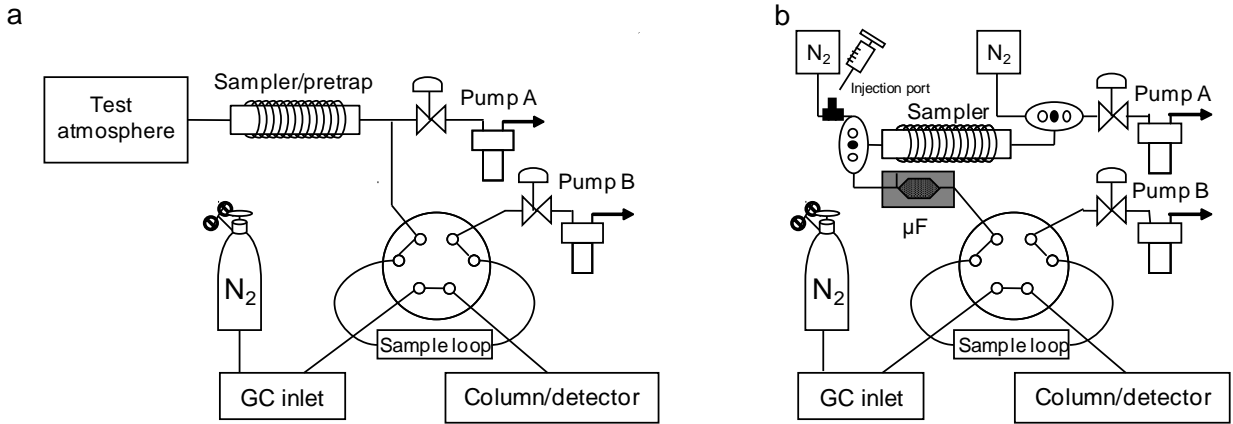 a
Test
atmosphere
Sampler/pretrap
Pump A
Pump B
N2
Sample loop
GC inlet
Column/detector
b
N2
Injection port
N2
Sampler
Pump A
Pump B
µF
N2
Sample loop
GC inlet
Column/detector